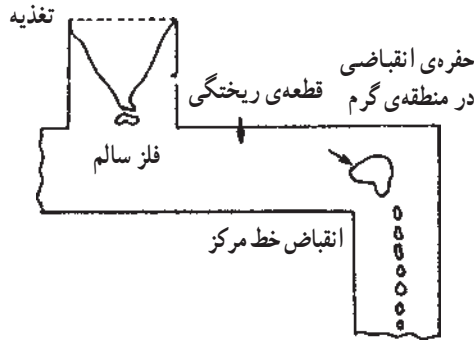 تغذیه
حفره‌ی انقباضی
در منطقه‌ی گرم
قطعه‌ی ریختگی
فلز سالم
انقباض خط مرکز